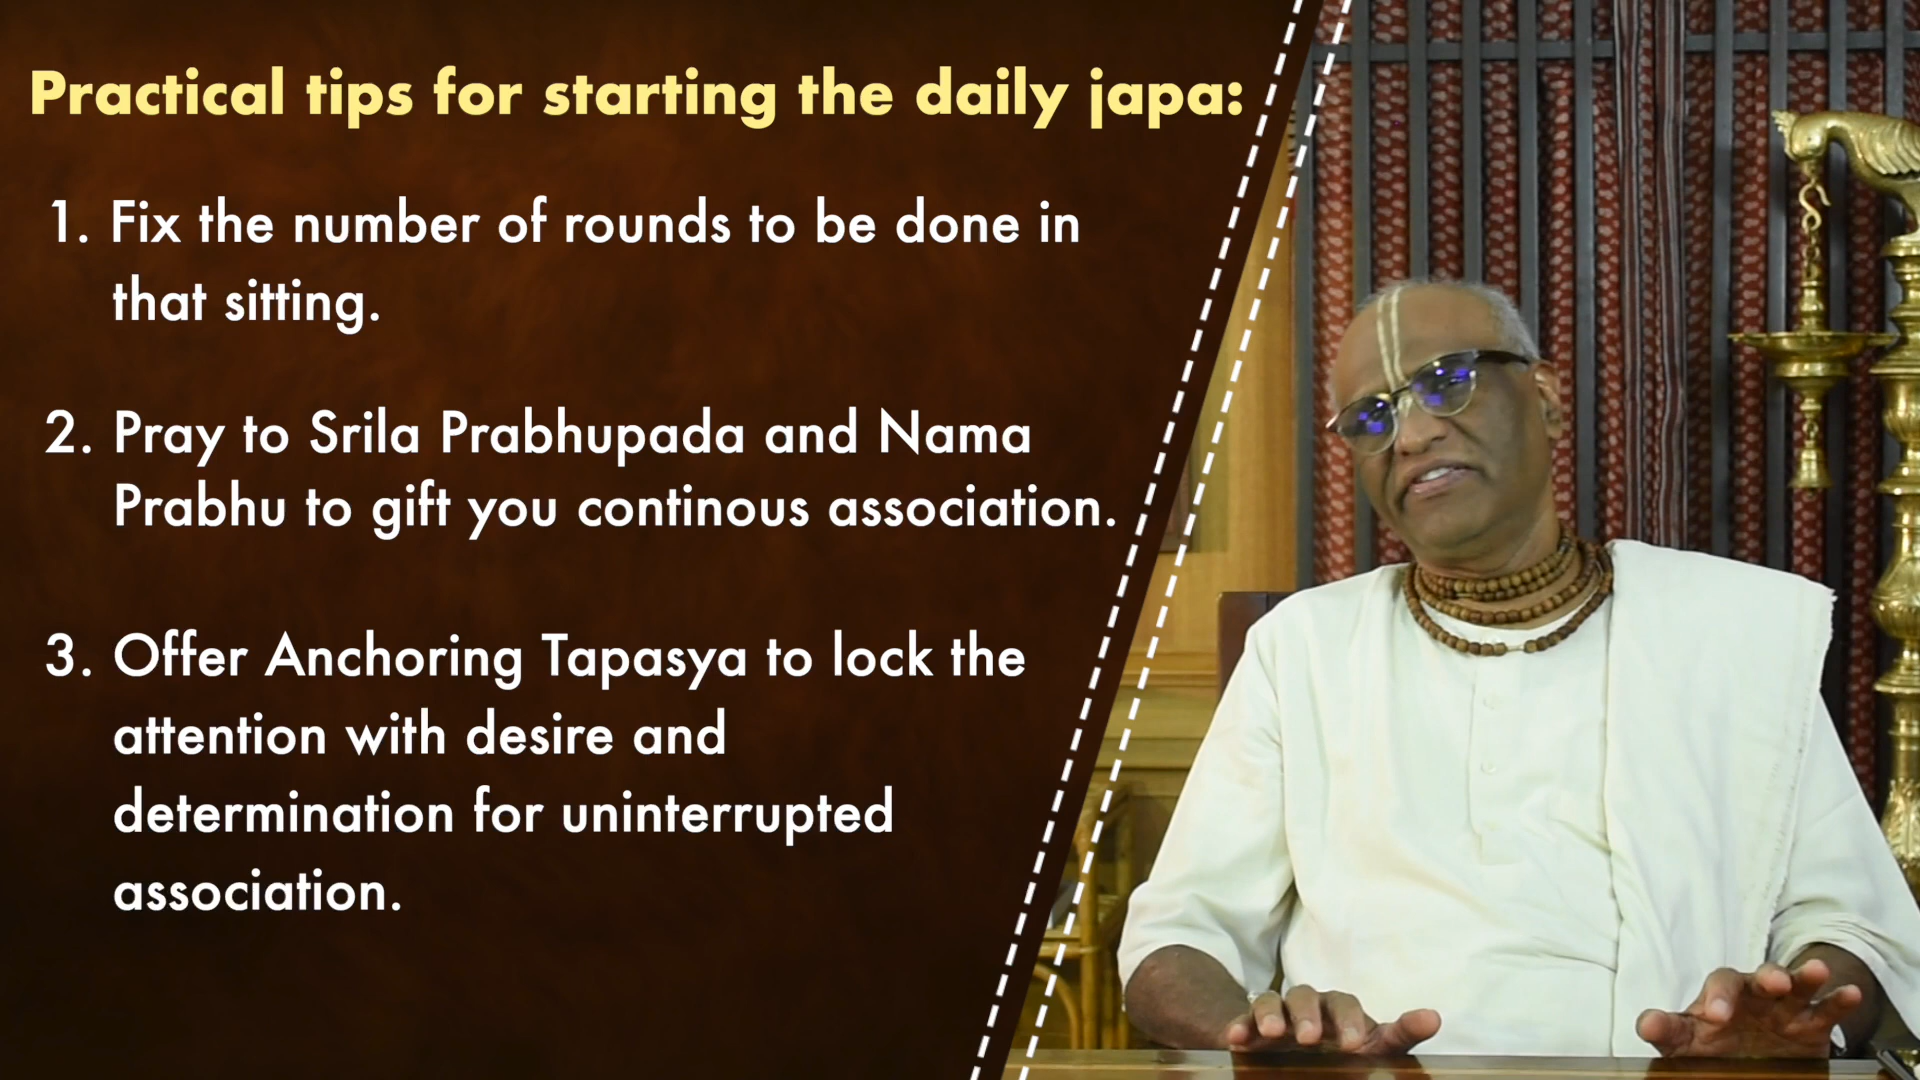 Practical tips for starting the daily japa:
1. Fix the number of rounds to be done in
that sitting.
2. Pray to Srila Prabhupada and Nama
Prabhu to gift you continous association.
3. Offer Anchoring Tapasya to lock the
attention with desire and
determination for uninterrupted
association.